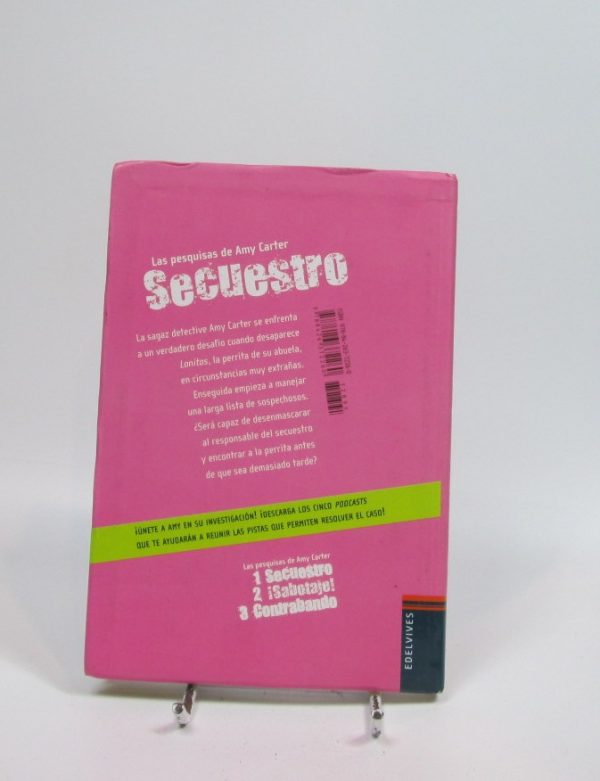 Las pesquisas de Amy Carter
Secuestro
La sagaz detective Amy Carter se enfrenta
a un verdadero desafío cuando desaparece
Lanitas, la perrita de su abuela,
en circunstancias muy extrañas.
Enseguida empieza a manejar
una larga lista de sospechosos.
¿Será capaz de desenmascarar
al responsable del secuestro
y encontrar a la perrita antes
de que sea demasiado tarde?
¡ÚNETE A AMY EN SU INVESTIGACIÓN! ¡DESCARGA LOS CINCO PODCASTS
QUE TE AYUDARÁN A REUNIR LAS PISTAS QUE PERMITEN RESOLVER EL CASO!
Las pesquisas de Amy Carter
1 Secuestro
2 ¡Sabotaje!
3 Contrabando
EDELVIVES